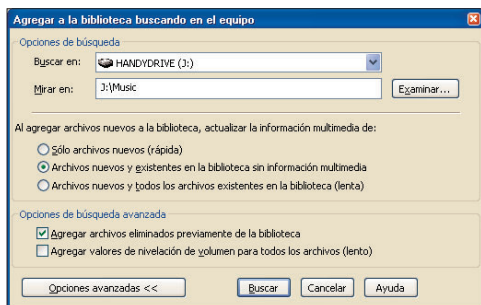 Agregar a la biblioteca buscando en el equipo
Opciones de búsqueda
Buscar en: HANDYDRIVE (J:)
Mirar en: J:\Music Examinar...
Al agregar archivos nuevos a la biblioteca, actualizar la información multimedia de:
Sólo archivos nuevos (rápida)
Archivos nuevos y existentes en la biblioteca sin información multimedia
Archivos nuevos y todos los archivos existentes en la biblioteca (lenta)
Opciones de búsqueda avanzada
Agregar archivos eliminados previamente de la biblioteca
Agregar valores de nivelación de volumen para todos los archivos (lento)
Opciones avanzadas << Buscar Cancelar Ayuda